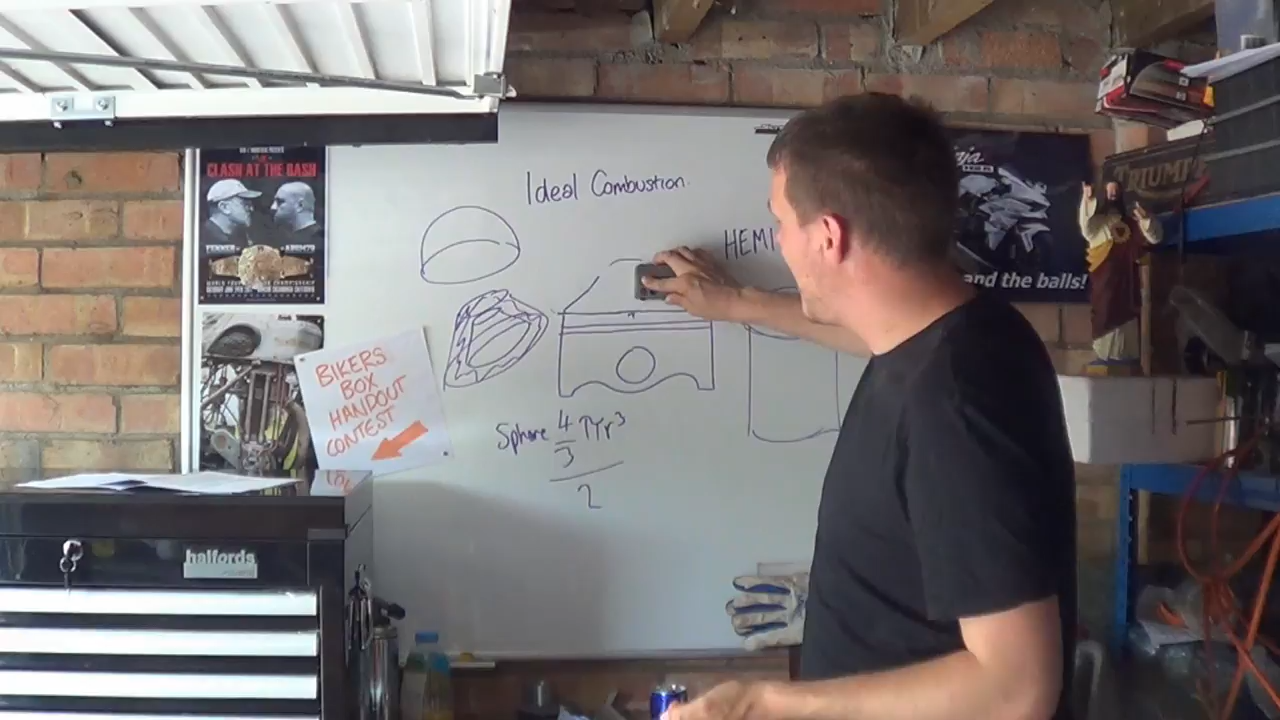 CLASH AT THE BASH
Ideal Combustion.
HEMI
TRIUMPH
and the balls!
BIKERS
BOX
HANDOUT
CONTEST
Sphere 4/3 πr³
2
halfords